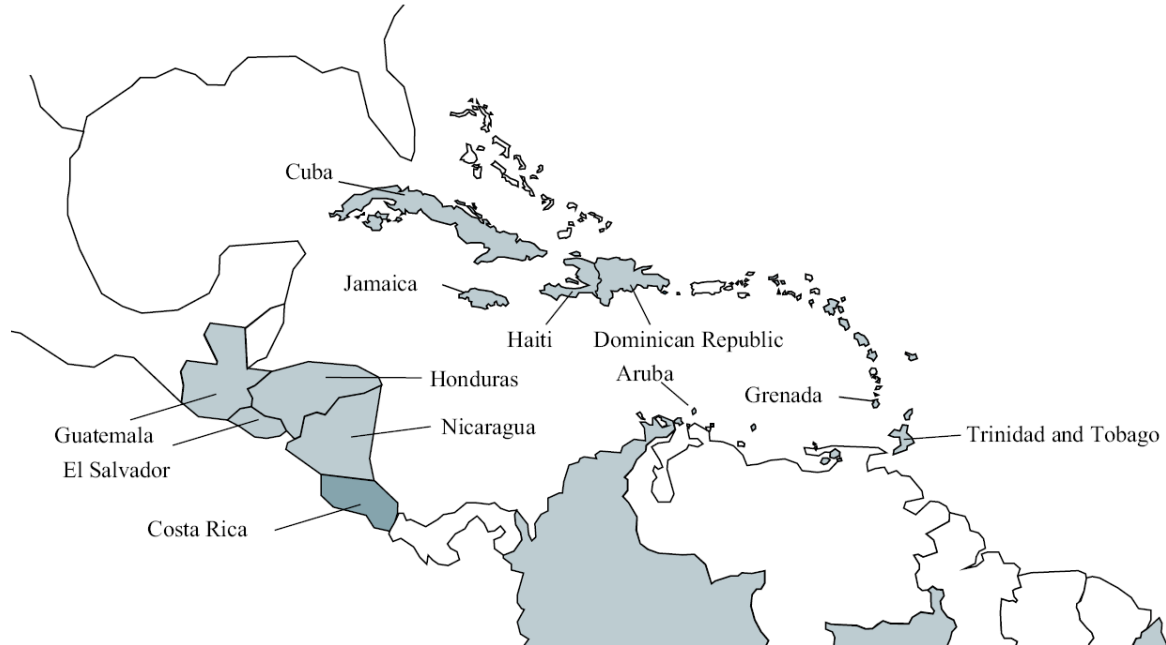 Cuba
Jamaica
Haiti
Dominican Republic
Aruba
Honduras
Grenada
Guatemala
Nicaragua
Trinidad and Tobago
El Salvador
Costa Rica